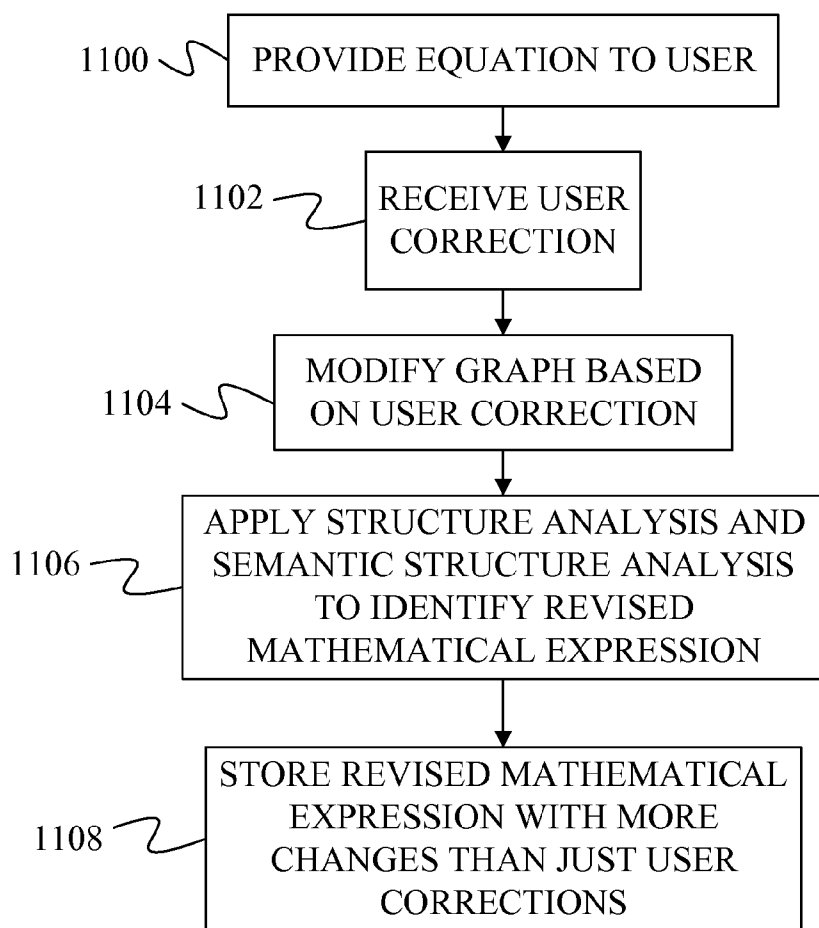 1100
PROVIDE EQUATION TO USER
1102
RECEIVE USER
CORRECTION
1104
MODIFY GRAPH BASED
ON USER CORRECTION
1106
APPLY STRUCTURE ANALYSIS AND
SEMANTIC STRUCTURE ANALYSIS
TO IDENTIFY REVISED
MATHEMATICAL EXPRESSION
1108
STORE REVISED MATHEMATICAL
EXPRESSION WITH MORE
CHANGES THAN JUST USER
CORRECTIONS